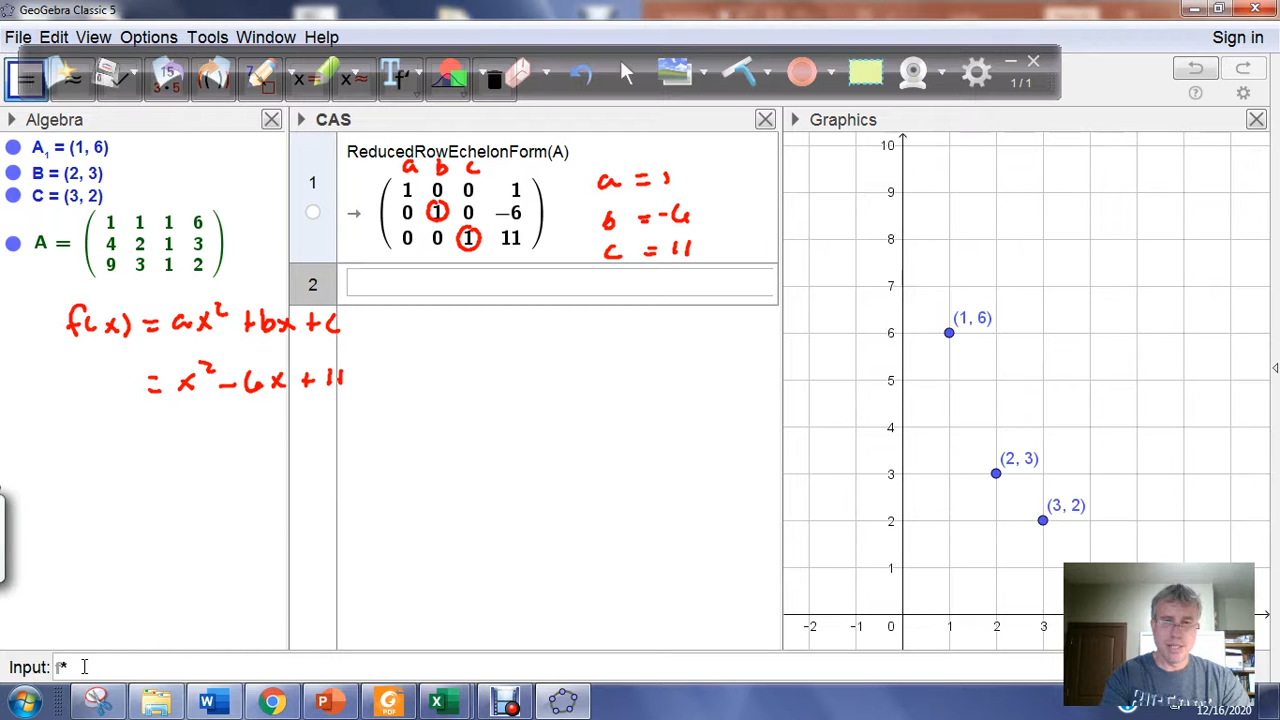 GeoGebra Classic 5
File Edit View Options Tools Window Help
Sign in
1/1
Algebra
CAS
Graphics
A1 = (1, 6)
B = (2, 3)
C = (3, 2)
A =
1 1 1 6
4 2 1 3
9 3 1 2
f(x) = ax² + bx + c
= x² - 6x + 11
1
ReducedRowEchelonForm(A)
a b c
→
1 0 0 1
0 1 0 −6
0 0 1 11
a = 1
b = -6
c = 11
2
10
9
8
7
6
5
4
3
2
1
-2 -1 0 1 2 3
(1, 6)
(2, 3)
(3, 2)
Input: f*
12/16/2020